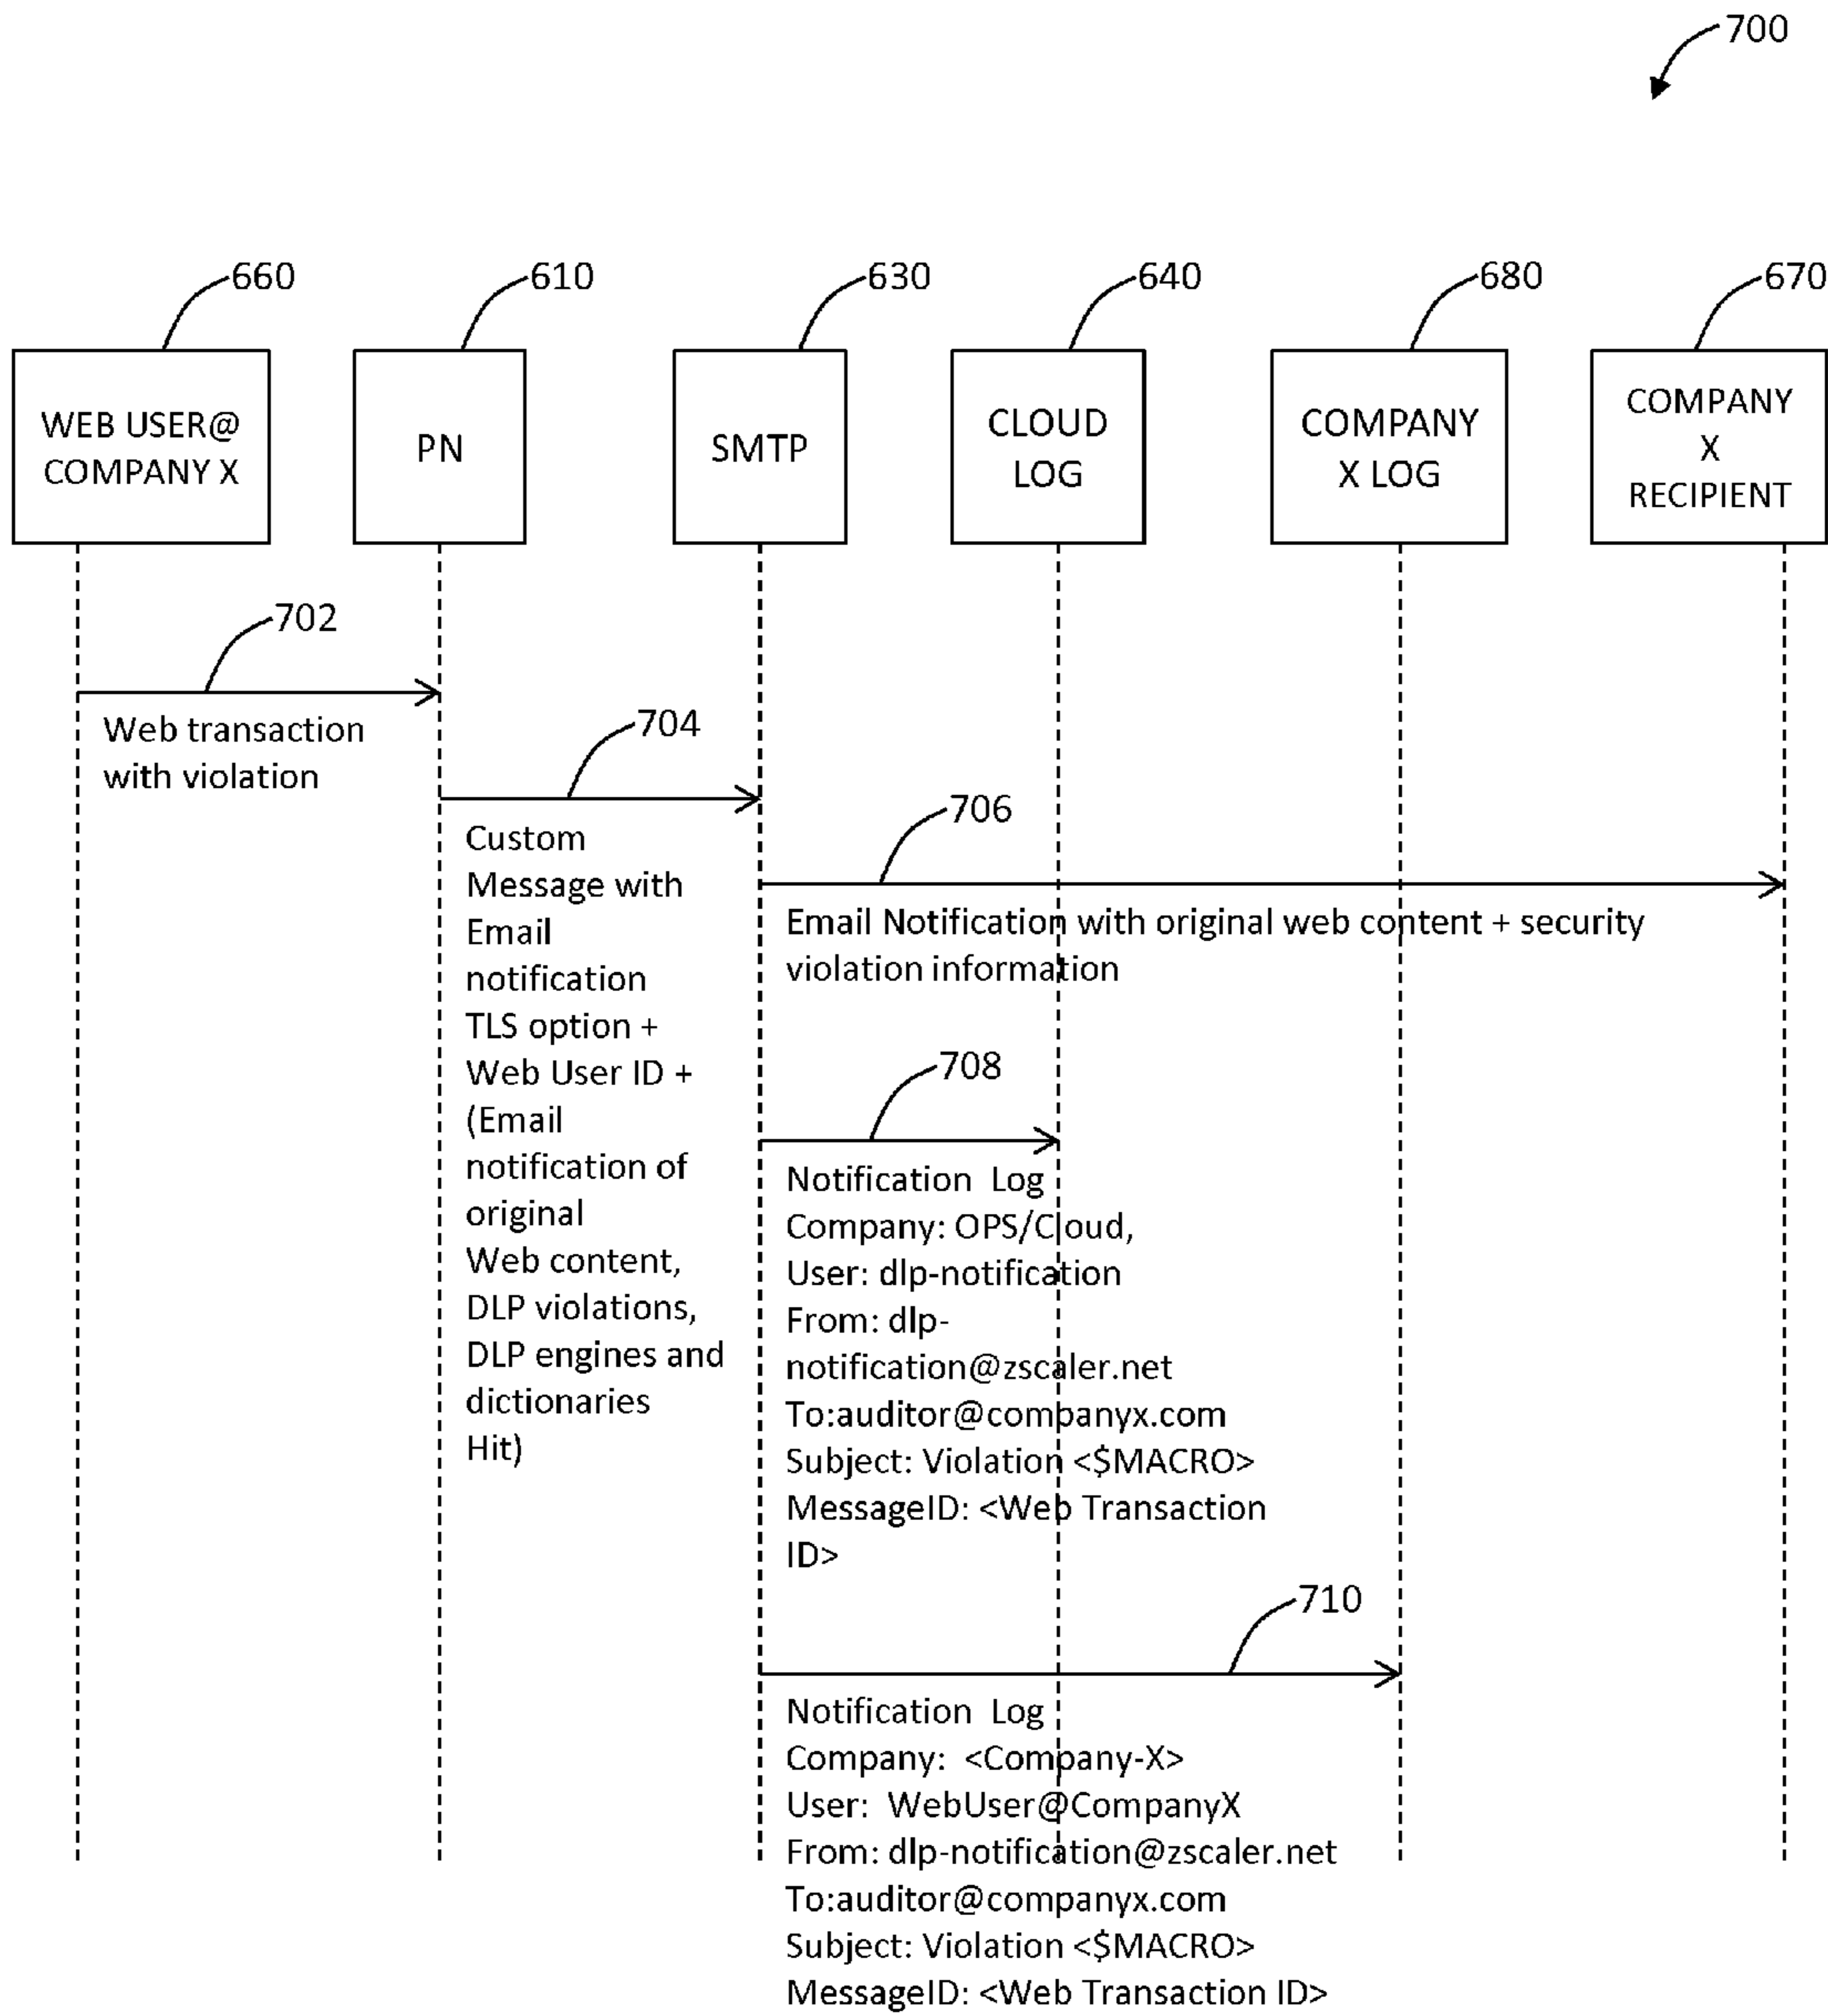 700
660
610
630
640
680
670
WEB USER@
COMPANY X
PN
SMTP
CLOUD
LOG
COMPANY
X LOG
COMPANY
X
RECIPIENT
702
Web transaction
with violation
704
Custom
Message with
Email
notification
TLS option +
Web User ID +
(Email
notification of
original
Web content,
DLP violations,
DLP engines and
dictionaries
Hit)
706
Email Notification with original web content + security
violation information
708
Notification Log
Company: OPS/Cloud,
User: dlp-notification
From: dlp-
notification@zscaler.net
To:auditor@companyx.com
Subject: Violation <$MACRO>
MessageID: <Web Transaction
ID>
710
Notification Log
Company: <Company-X>
User: WebUser@CompanyX
From: dlp-notification@zscaler.net
To:auditor@companyx.com
Subject: Violation <$MACRO>
MessageID: <Web Transaction ID>